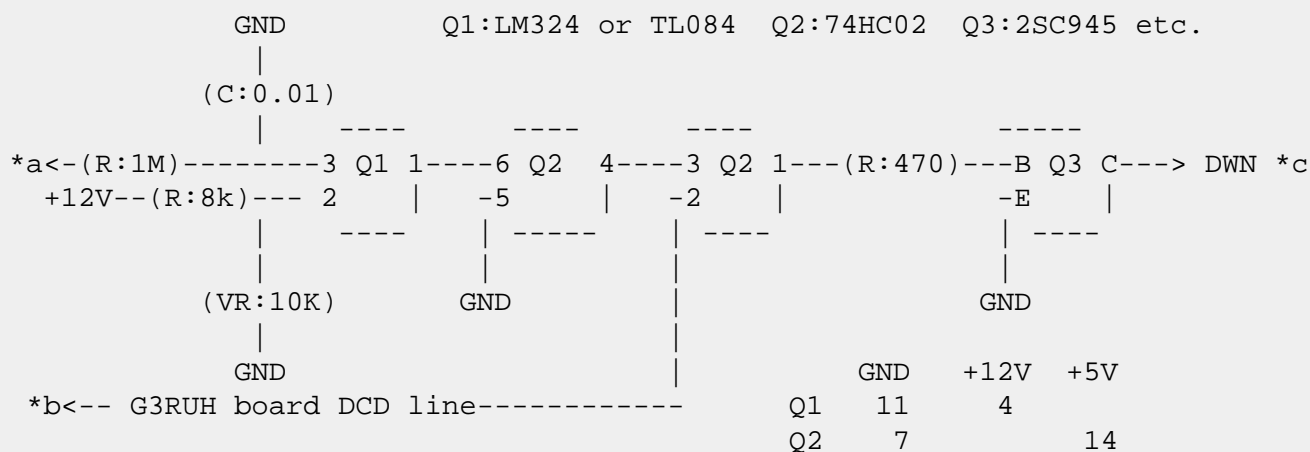 GND          Q1:LM324 or TL084  Q2:74HC02  Q3:2SC945 etc.
                |
            (C:0.01)
                |     ----       ----       ----               -----
*a<-(R:1M)--------3 Q1 1----6 Q2   4----3 Q2 1---(R:470)---B Q3 C---> DWN *c
  +12V--(R:8k)--- 2     |    -5      |   -2    |             -E      |
                |     ----     | -----     | ----              | ----
                |              |           |                   |
            (VR:10K)          GND          |                  GND
                |                          |
               GND                         |           GND   +12V  +5V
 *b<-- G3RUH board DCD line------------       Q1   11     4
                                                  Q2    7           14